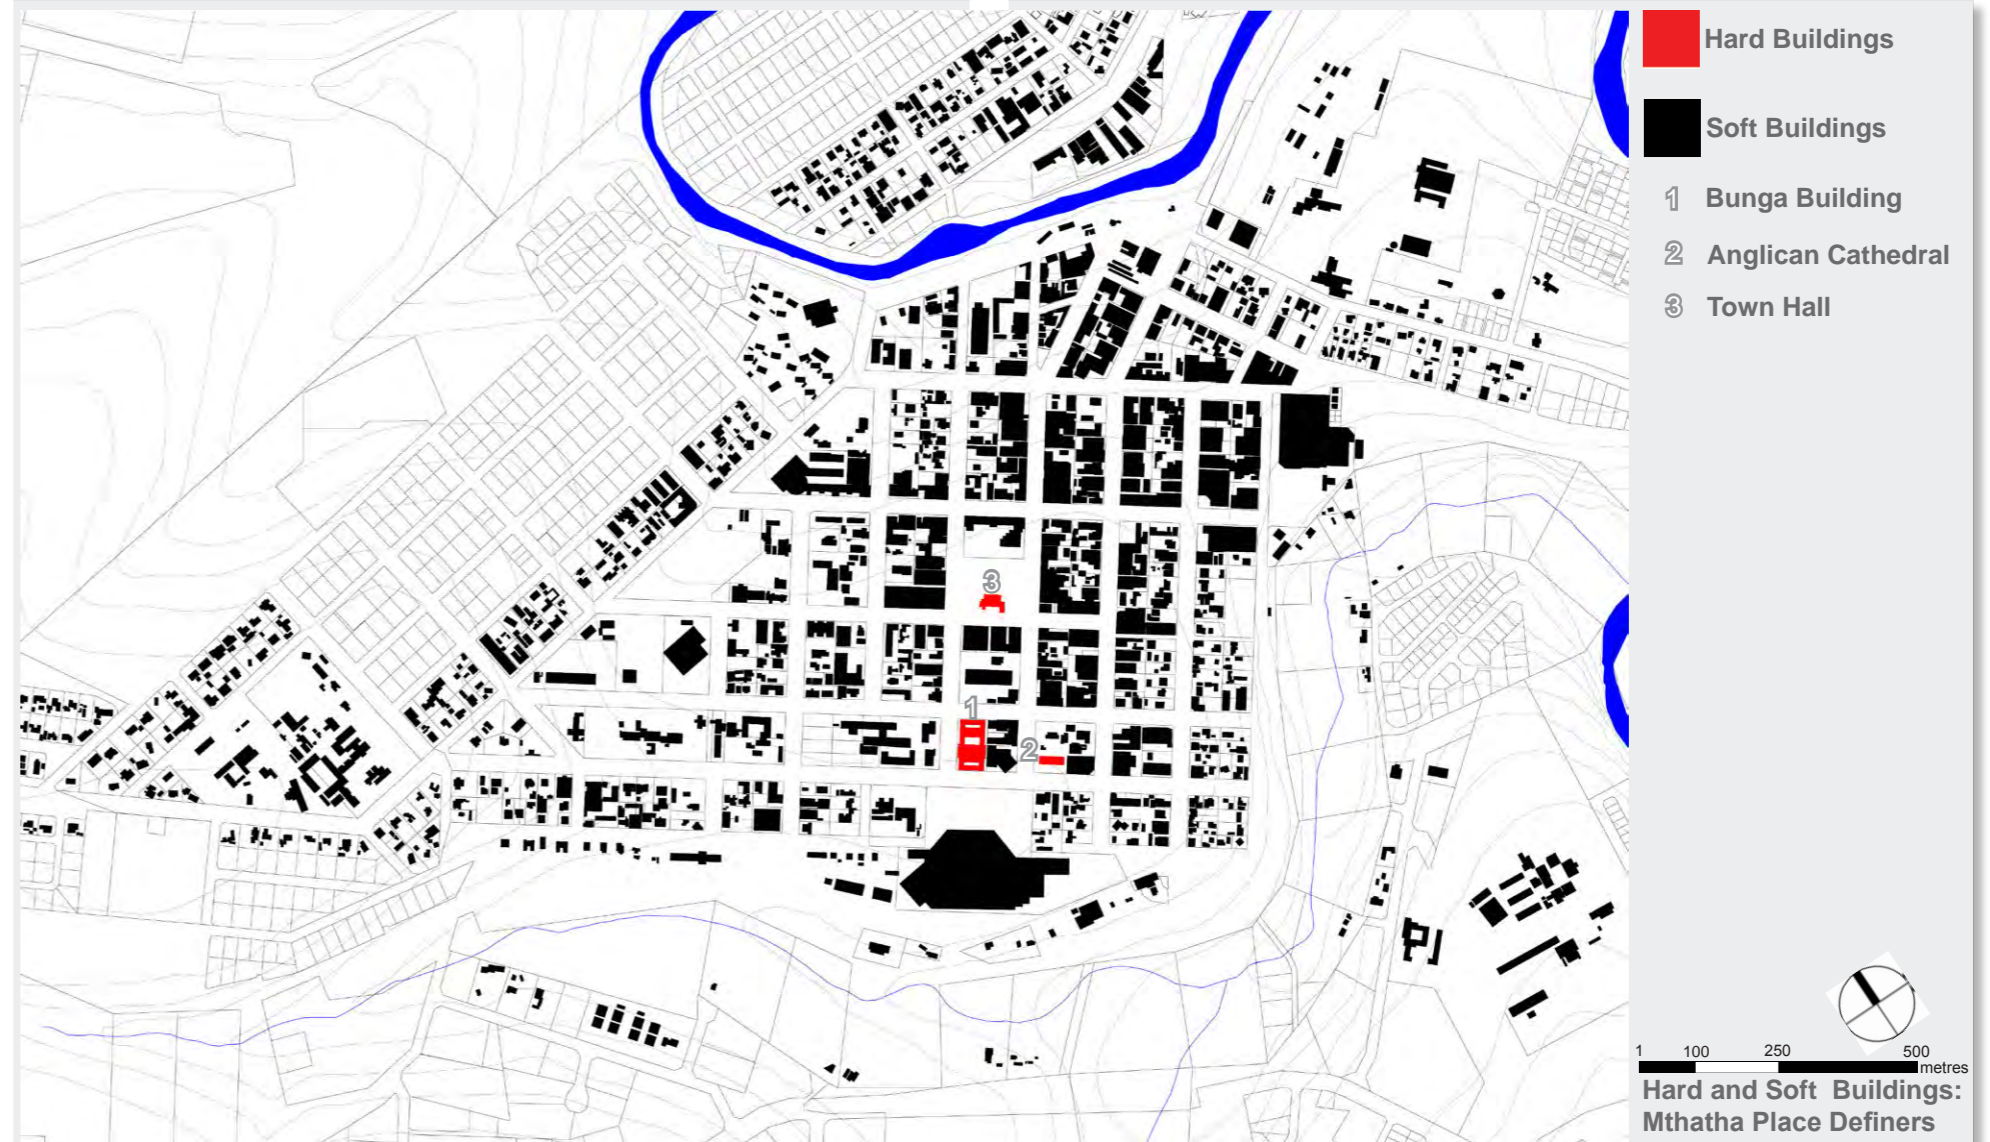 Hard Buildings
Soft Buildings
1 Bunga Building
2 Anglican Cathedral
3 Town Hall
3
1
2
1 100 250 500
metres
Hard and Soft Buildings:
Mthatha Place Definers